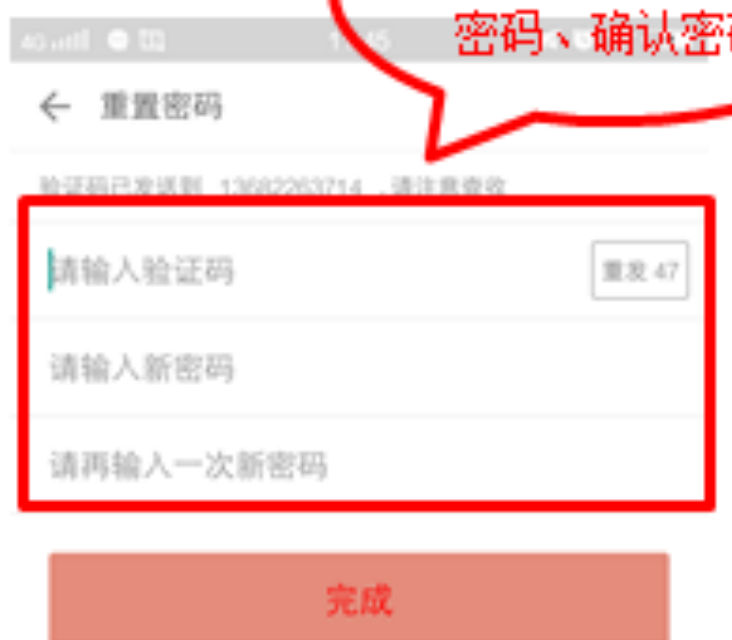 密码、确认密
4G
重置密码
验证码已发送到 13682263714 ,请注意查收
请输入验证码
重发 47
请输入新密码
请再输入一次新密码
完成